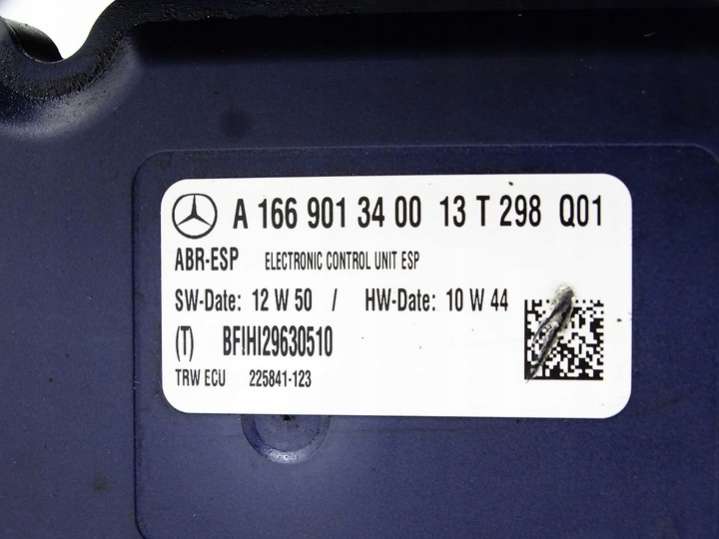 A 166 901 34 00 13 T 298 Q01
ABR-ESP ELECTRONIC CONTROL UNIT ESP
SW-Date: 12 W 50 / HW-Date: 10 W 44
(T) BFIHI29630510
TRW ECU 225841-123